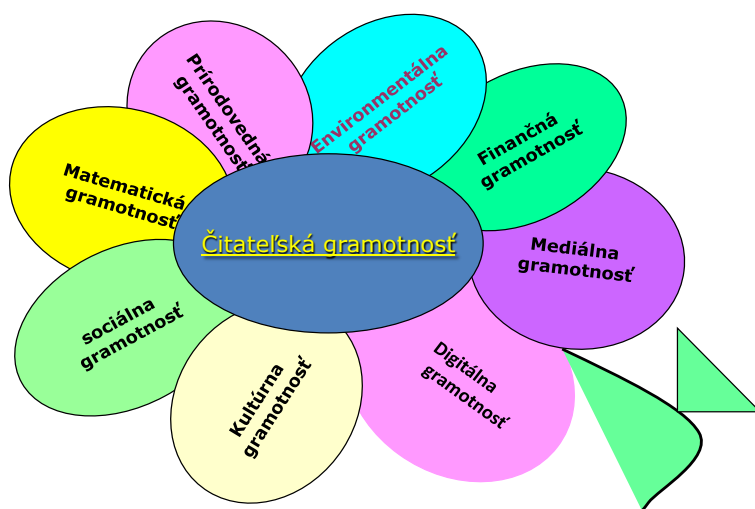 Prírodovedná
gramotnosť
Environmentálna
gramotnosť
Finančná
gramotnosť
Matematická
gramotnosť
Čitateľská gramotnosť
Mediálna
gramotnosť
sociálna
gramotnosť
Kultúrna
gramotnosť
Digitálna
gramotnosť